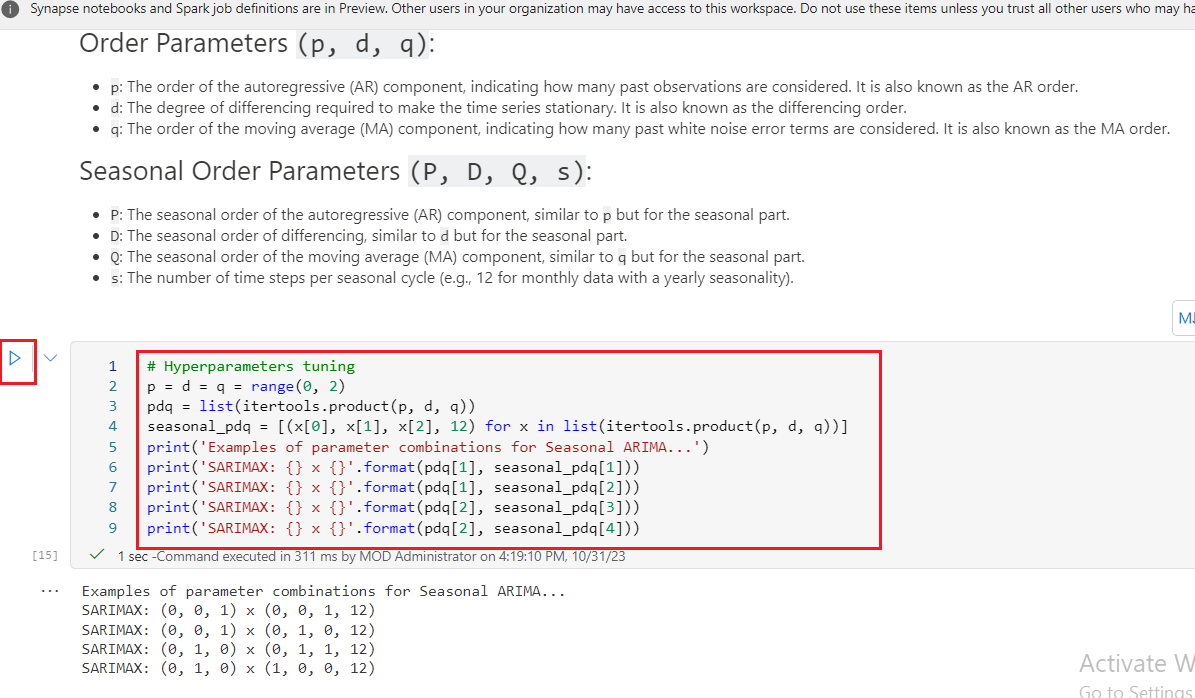 Synapse notebooks and Spark job definitions are in Preview. Other users in your organization may have access to this workspace. Do not use these items unless you trust all other users who may ha
Order Parameters (p, d, q):
• p: The order of the autoregressive (AR) component, indicating how many past observations are considered. It is also known as the AR order.
• d: The degree of differencing required to make the time series stationary. It is also known as the differencing order.
• q: The order of the moving average (MA) component, indicating how many past white noise error terms are considered. It is also known as the MA order.
Seasonal Order Parameters (P, D, Q, s):
• P: The seasonal order of the autoregressive (AR) component, similar to p but for the seasonal part.
• D: The seasonal order of differencing, similar to d but for the seasonal part.
• Q: The seasonal order of the moving average (MA) component, similar to q but for the seasonal part.
• s: The number of time steps per seasonal cycle (e.g., 12 for monthly data with a yearly seasonality).
1 # Hyperparameters tuning
2 p = d = q = range(0, 2)
3 pdq = list(itertools.product(p, d, q))
4 seasonal_pdq = [(x[0], x[1], x[2], 12) for x in list(itertools.product(p, d, q))]
5 print('Examples of parameter combinations for Seasonal ARIMA...')
6 print('SARIMAX: {} x {}'.format(pdq[1], seasonal_pdq[1]))
7 print('SARIMAX: {} x {}'.format(pdq[1], seasonal_pdq[2]))
8 print('SARIMAX: {} x {}'.format(pdq[2], seasonal_pdq[3]))
9 print('SARIMAX: {} x {}'.format(pdq[2], seasonal_pdq[4]))
[15] ✓ 1 sec -Command executed in 311 ms by MOD Administrator on 4:19:10 PM, 10/31/23
... Examples of parameter combinations for Seasonal ARIMA...
SARIMAX: (0, 0, 1) x (0, 0, 1, 12)
SARIMAX: (0, 0, 1) x (0, 1, 0, 12)
SARIMAX: (0, 1, 0) x (0, 1, 1, 12)
SARIMAX: (0, 1, 0) x (1, 0, 0, 12)
Activate W
Go to Settings